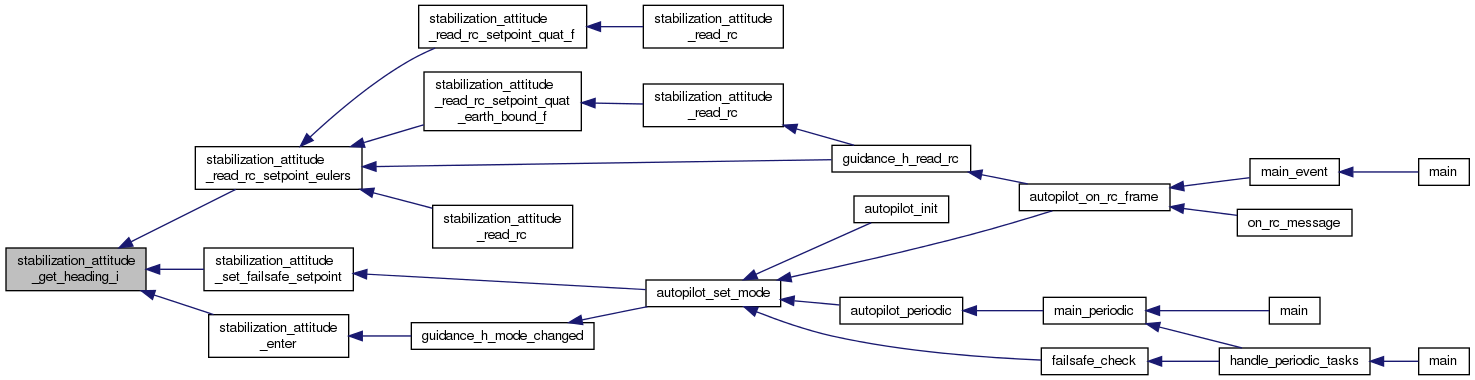 stabilization_attitude
_read_rc_setpoint_quat_f
stabilization_attitude
_read_rc
stabilization_attitude
_read_rc_setpoint_quat
_earth_bound_f
stabilization_attitude
_read_rc
stabilization_attitude
_read_rc_setpoint_eulers
guidance_h_read_rc
main_event
main
autopilot_on_rc_frame
autopilot_init
stabilization_attitude
_read_rc
on_rc_message
stabilization_attitude
_get_heading_i
stabilization_attitude
_set_failsafe_setpoint
autopilot_set_mode
autopilot_periodic
main_periodic
main
stabilization_attitude
_enter
guidance_h_mode_changed
failsafe_check
handle_periodic_tasks
main